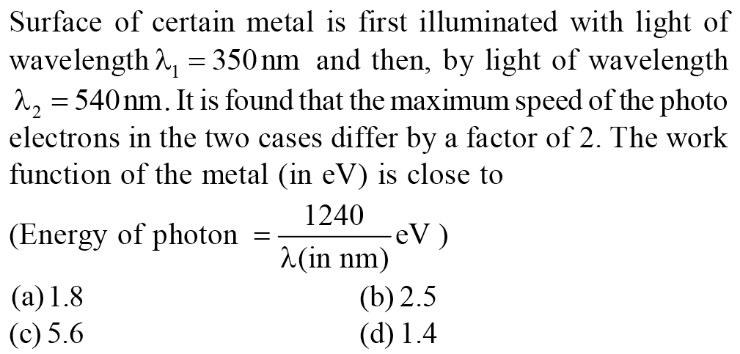 Surface of certain metal is first illuminated with light of
wavelength λ₁ = 350 nm and then, by light of wavelength
λ₂ = 540 nm. It is found that the maximum speed of the photo
electrons in the two cases differ by a factor of 2. The work
function of the metal (in eV) is close to
(Energy of photon = 1240/λ(in nm) eV )
(a) 1.8 (b) 2.5
(c) 5.6 (d) 1.4